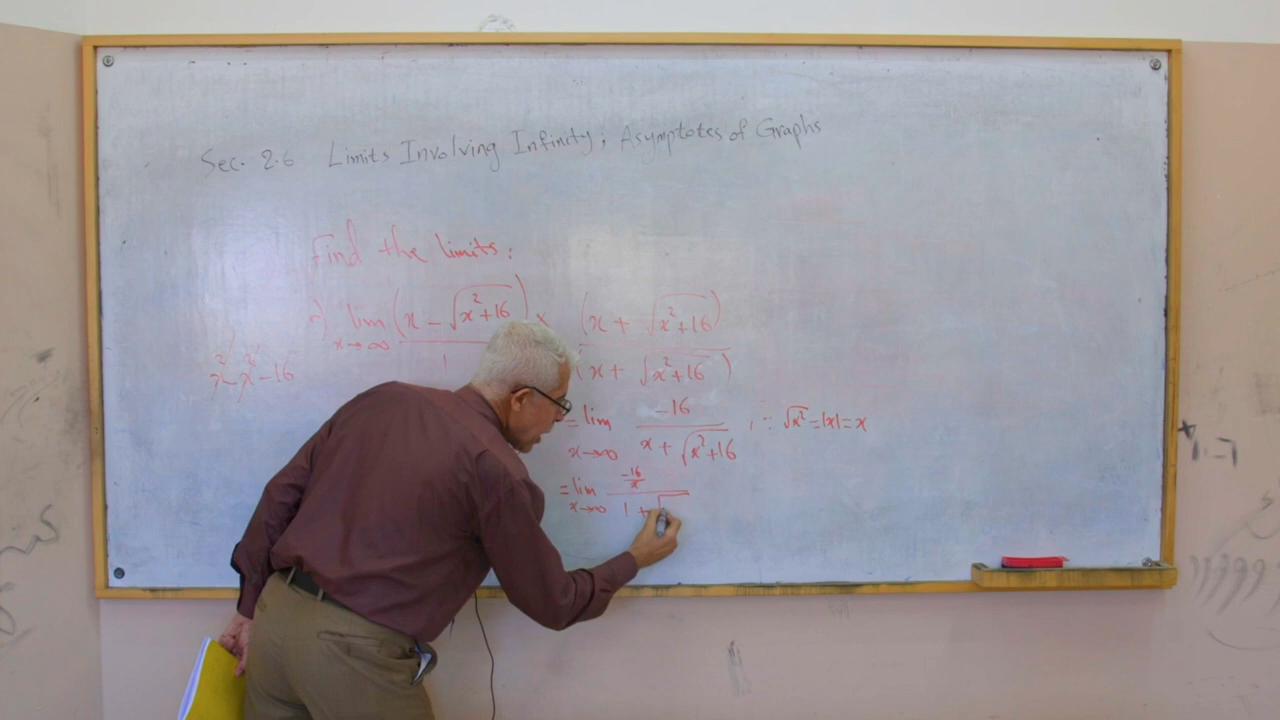 Sec. 2.6 Limits Involving Infinity; Asymptotes of Graphs
Find the limits:
lim x→∞ (x - √x²+16) / 1 × (x + √x²+16) / (x + √x²+16)
x² - x² - 16
= lim x→∞ -16 / x + √x²+16 , ∵ √x² = |x| = x
= lim x→∞ -16/x / 1 + √